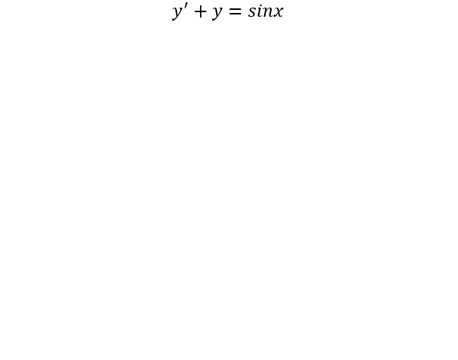 y′ + y = sinx